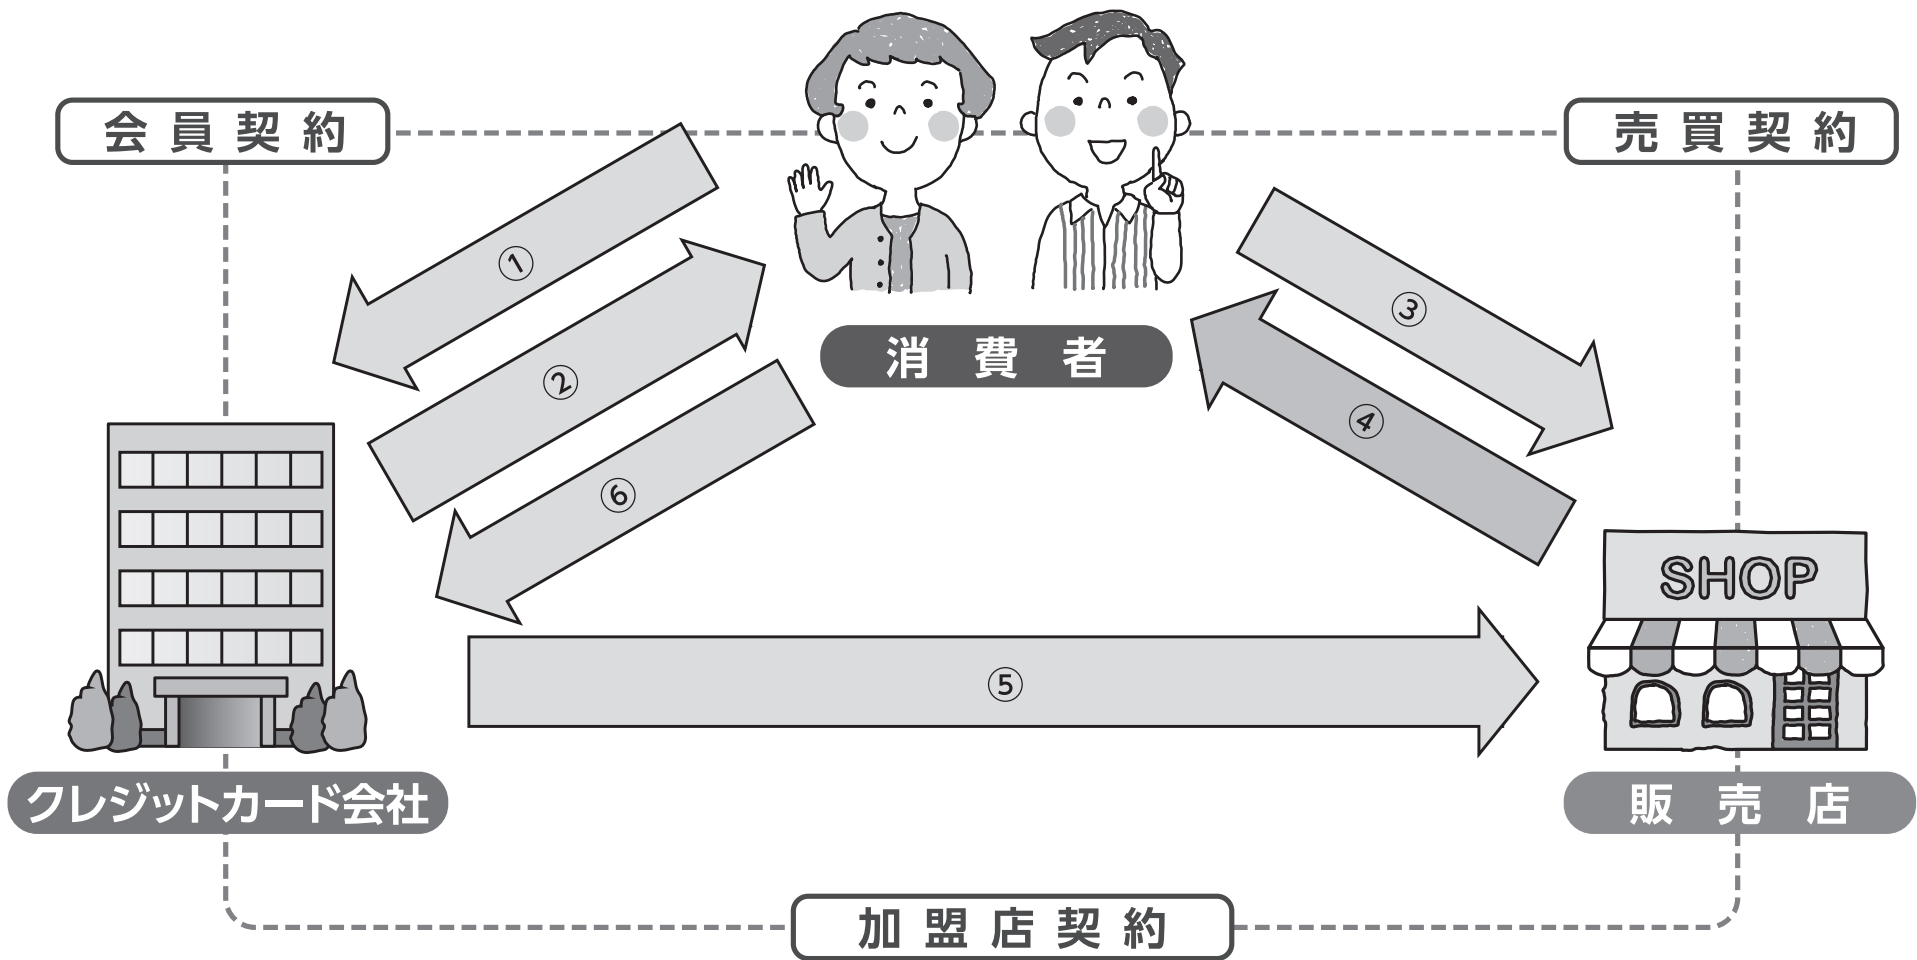 会員契約
売買契約
①
②
③
④
⑥
消費者
SHOP
⑤
クレジットカード会社
販売店
加盟店契約